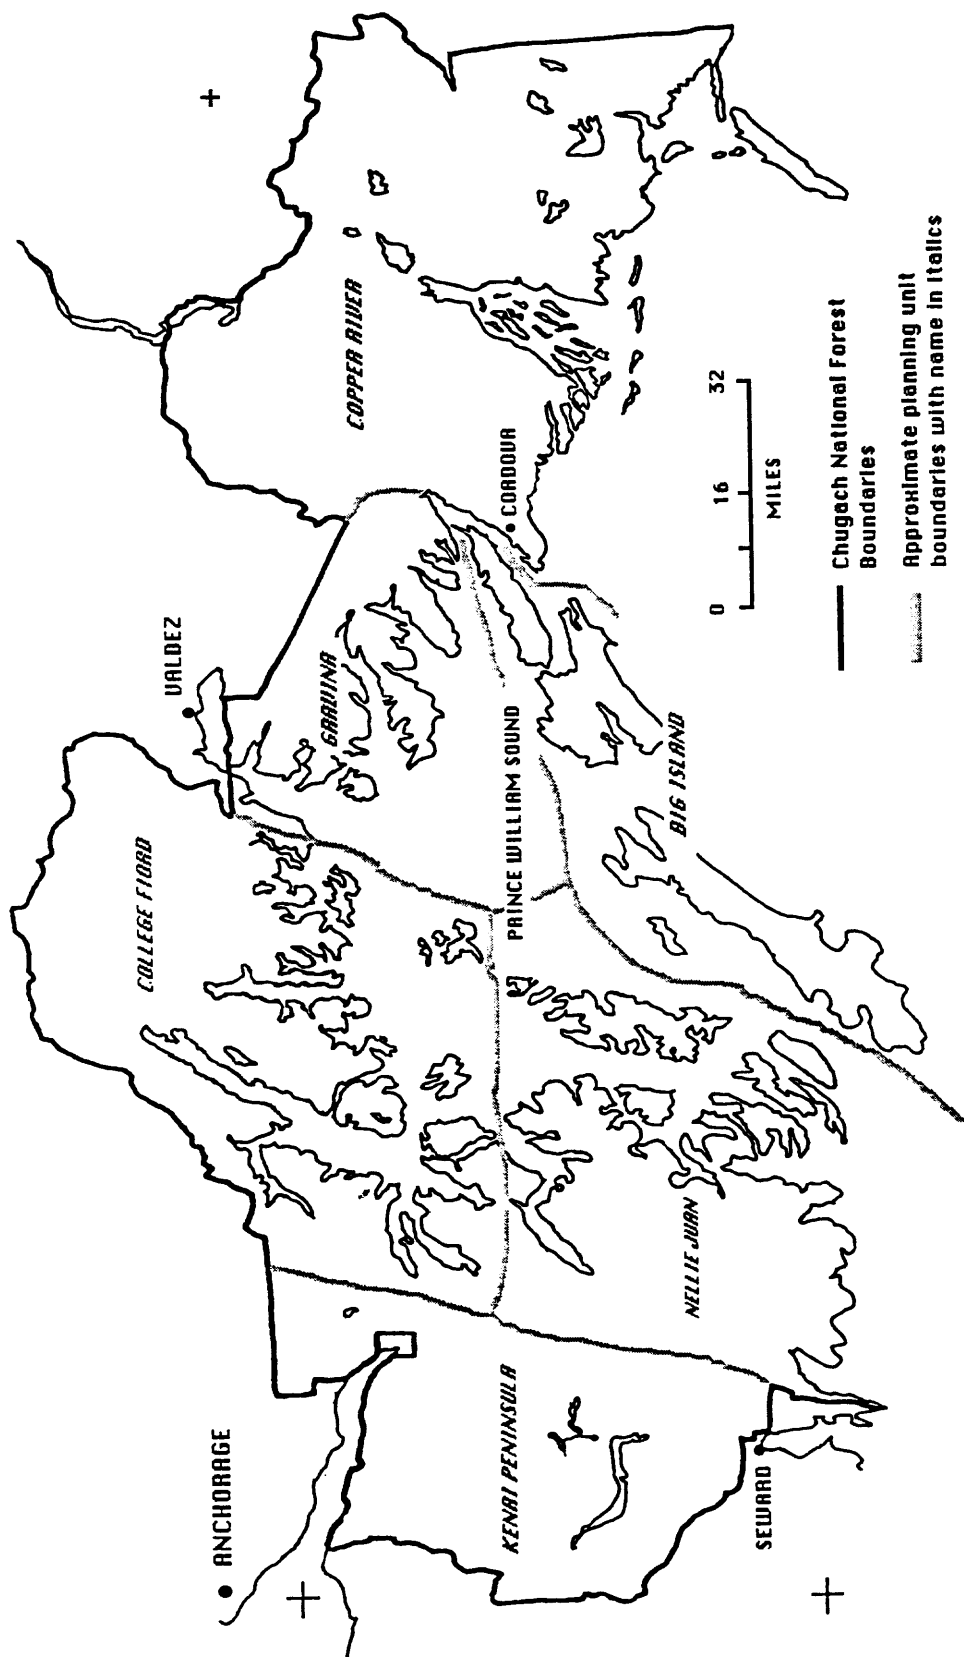 ANCHORAGE
VALDEZ
COLLEGE FIORD
GRAVINA
COPPER RIVER
KENAI PENINSULA
PRINCE WILLIAM SOUND
CORDOVA
NELLIE JUAN
BIG ISLAND
SEWARD
0 16 32
MILES
Chugach National Forest
Boundaries
Approximate planning unit
boundaries with name in Italics